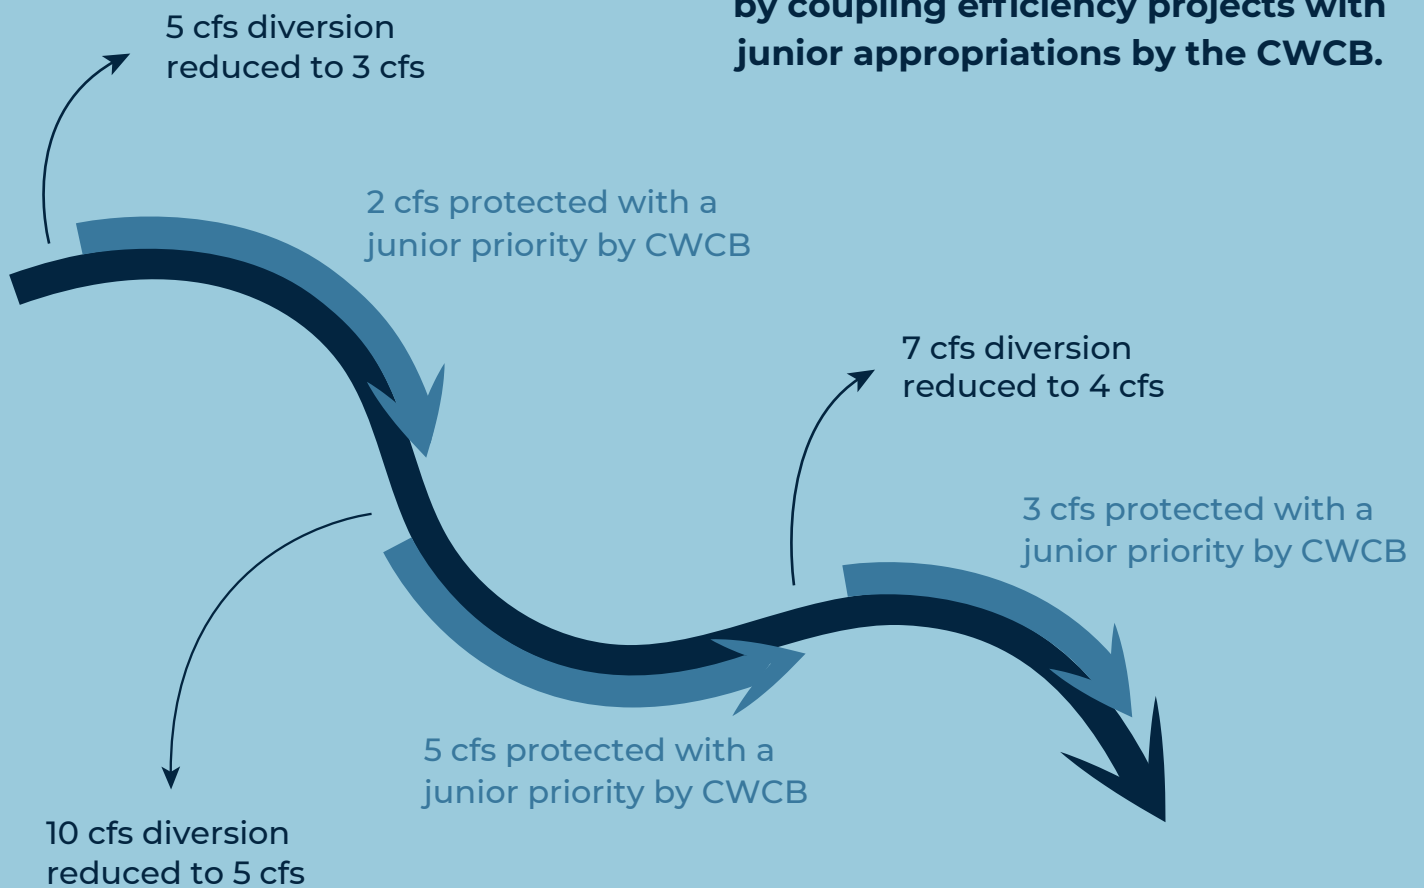 by coupling efficiency projects with
junior appropriations by the CWCB.
5 cfs diversion
reduced to 3 cfs
2 cfs protected with a
junior priority by CWCB
7 cfs diversion
reduced to 4 cfs
3 cfs protected with a
junior priority by CWCB
5 cfs protected with a
junior priority by CWCB
10 cfs diversion
reduced to 5 cfs